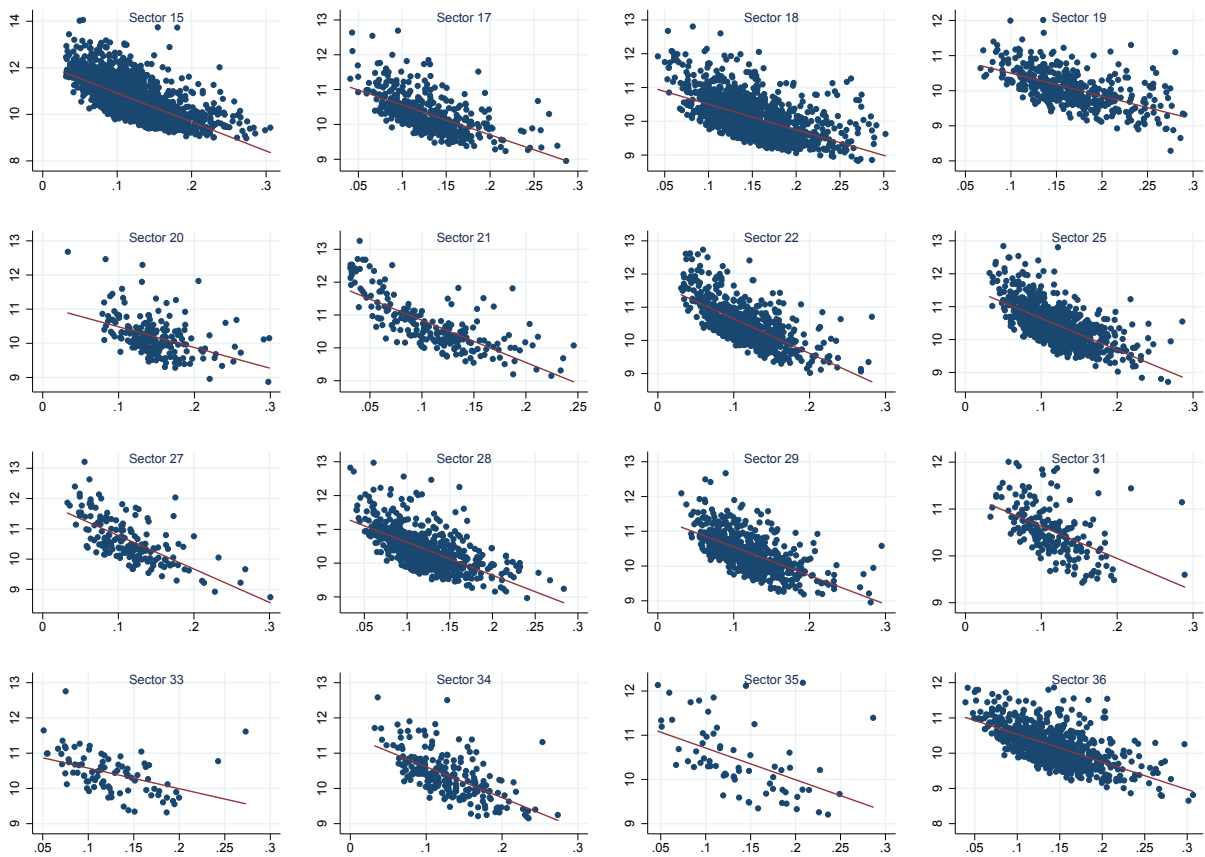 Sector 15
14
12
10
8
0 .1 .2 .3
Sector 17
13
12
11
10
9
.05 .1 .15 .2 .25 .3
Sector 18
13
12
11
10
9
.05 .1 .15 .2 .25 .3
Sector 19
12
11
10
9
8
.05 .1 .15 .2 .25 .3
Sector 20
13
12
11
10
9
0 .1 .2 .3
Sector 21
13
12
11
10
9
.05 .1 .15 .2 .25
Sector 22
13
12
11
10
9
0 .1 .2 .3
Sector 25
13
12
11
10
9
0 .1 .2 .3
Sector 27
13
12
11
10
9
0 .1 .2 .3
Sector 28
13
12
11
10
9
.05 .1 .15 .2 .25 .3
Sector 29
13
12
11
10
9
0 .1 .2 .3
Sector 31
12
11
10
9
0 .1 .2 .3
Sector 33
13
12
11
10
9
.05 .1 .15 .2 .25 .3
Sector 34
13
12
11
10
9
0 .1 .2 .3
Sector 35
12
11
10
9
.05 .1 .15 .2 .25 .3
Sector 36
12
11
10
9
8
.05 .1 .15 .2 .25 .3